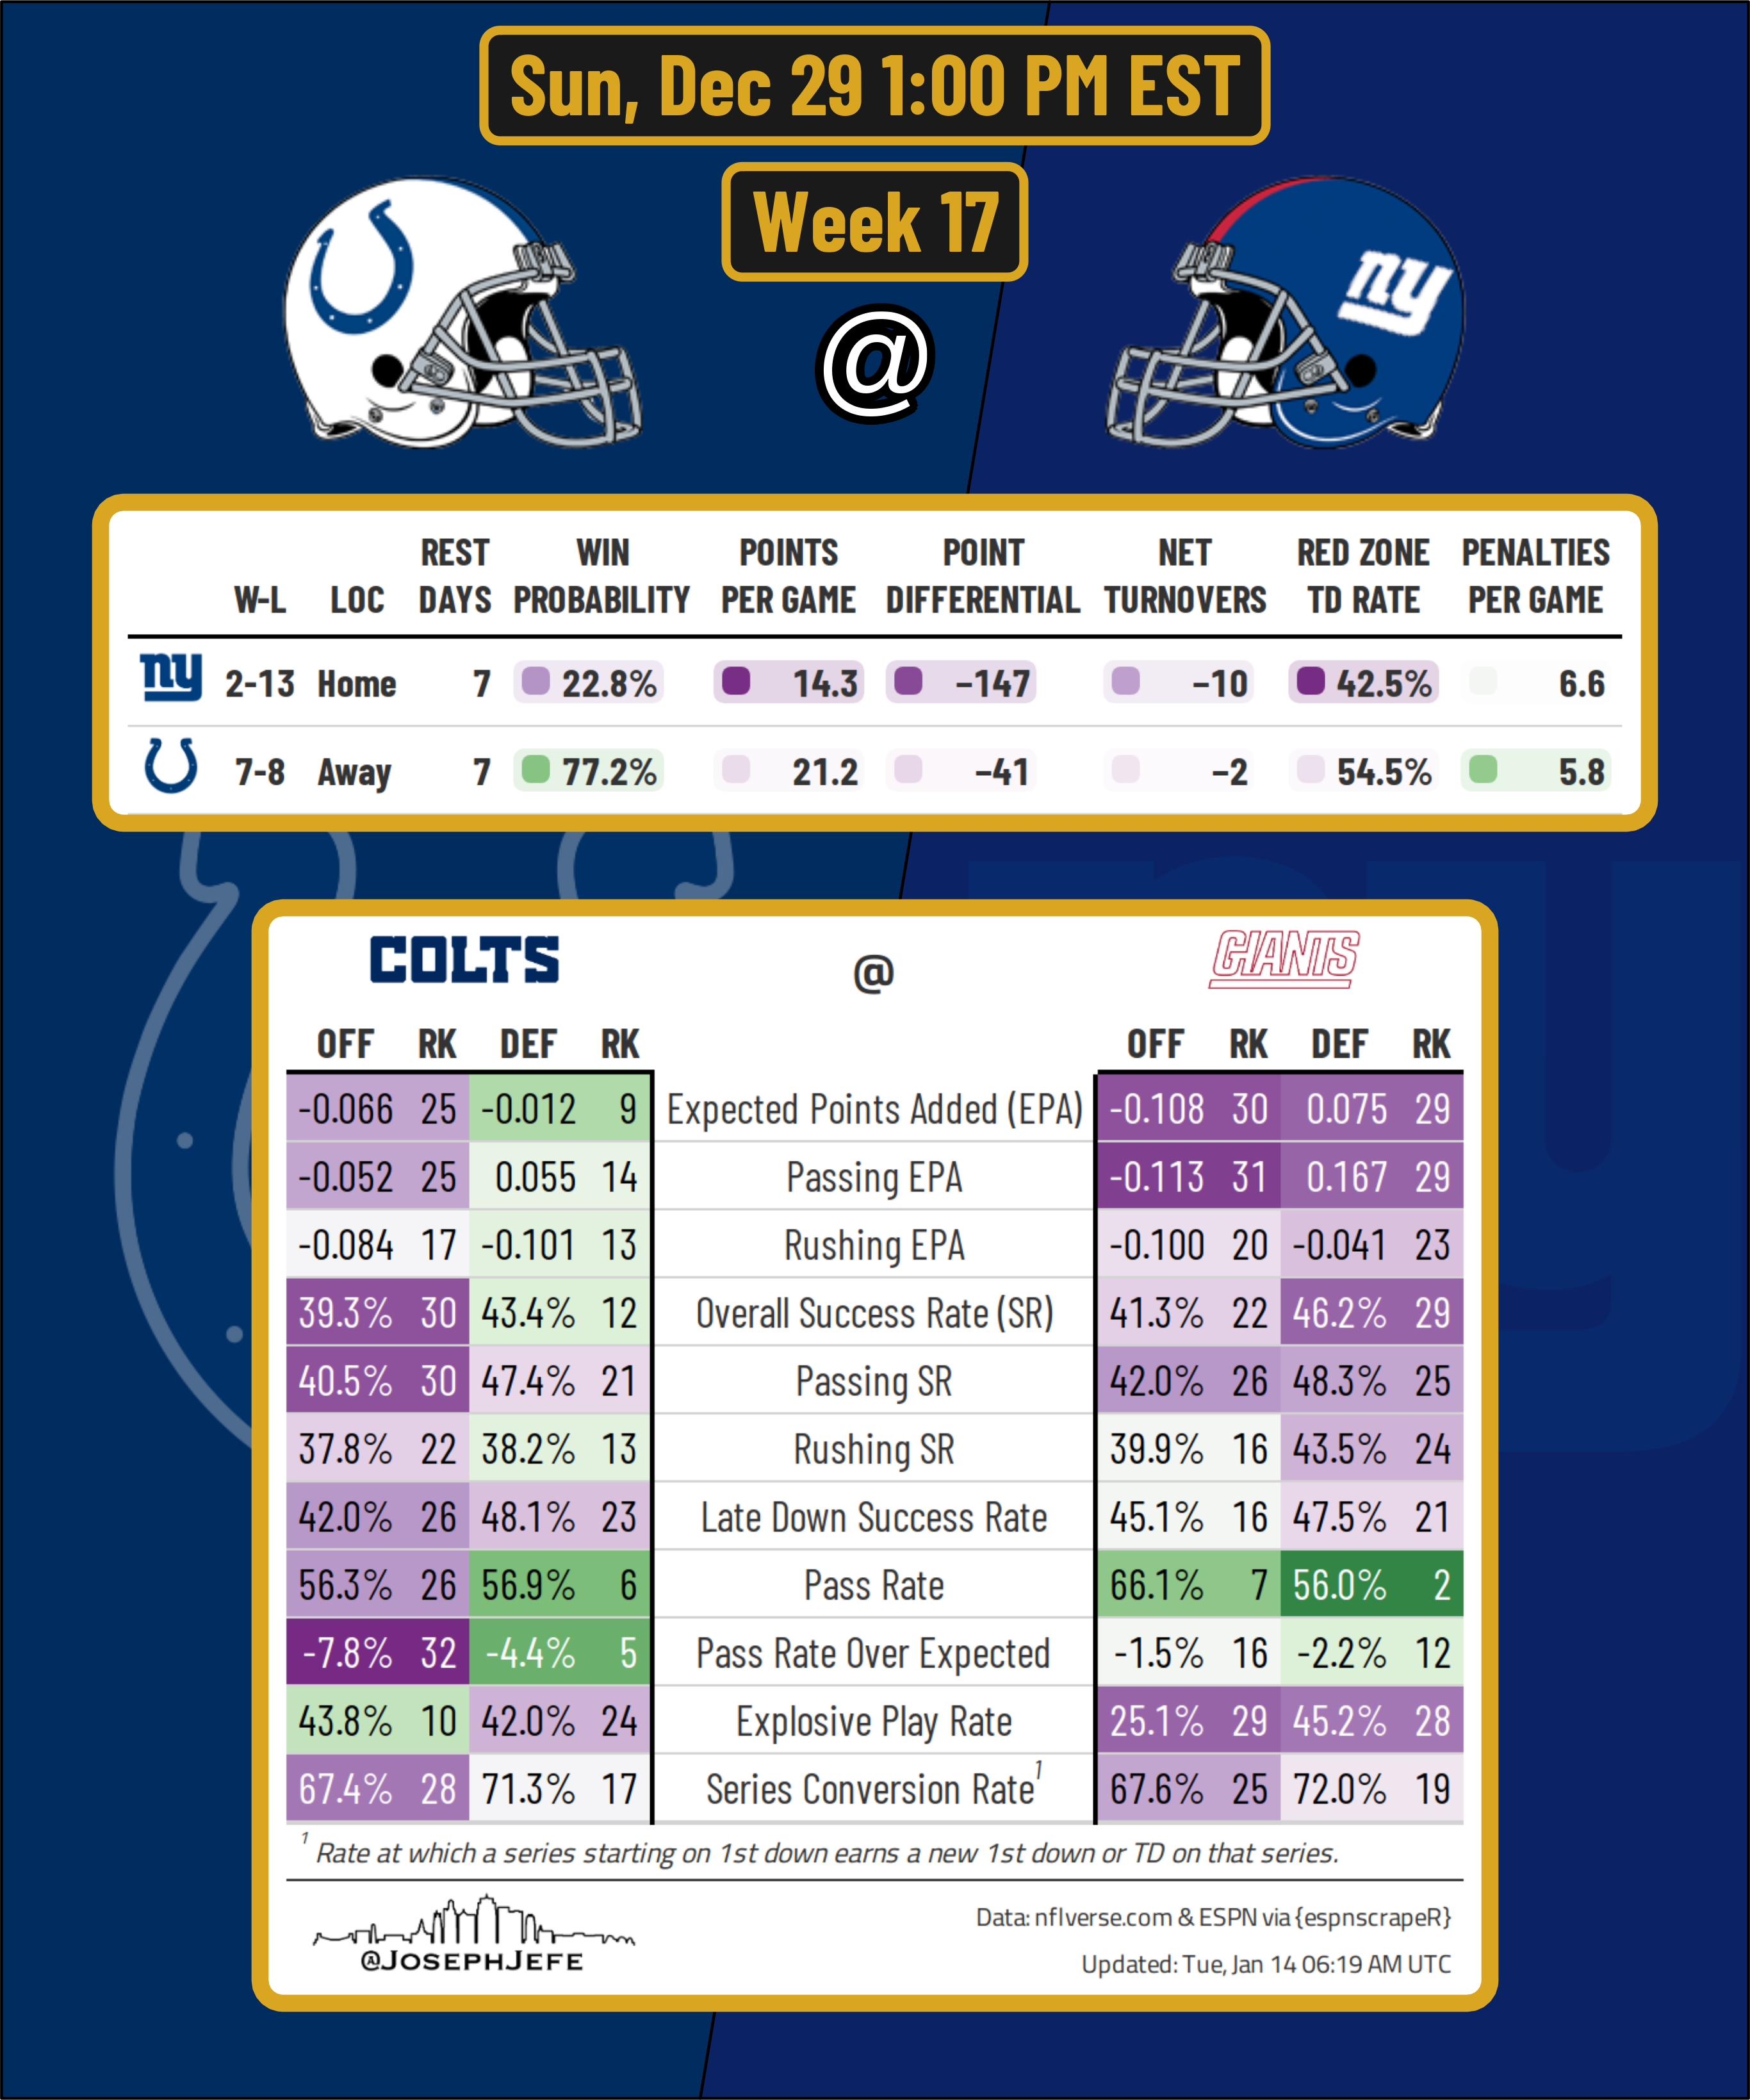 Sun, Dec 29 1:00 PM EST
Week 17
ny
@
REST WIN POINTS POINT NET RED ZONE PENALTIES
W-L LOC DAYS PROBABILITY PER GAME DIFFERENTIAL TURNOVERS TD RATE PER GAME
ny 2-13 Home 7 22.8% 14.3 −147 −10 42.5% 6.6
7-8 Away 7 77.2% 21.2 −41 −2 54.5% 5.8
COLTS @ GIANTS
OFF RK DEF RK OFF RK DEF RK
-0.066 25 -0.012 9 Expected Points Added (EPA) -0.108 30 0.075 29
-0.052 25 0.055 14 Passing EPA -0.113 31 0.167 29
-0.084 17 -0.101 13 Rushing EPA -0.100 20 -0.041 23
39.3% 30 43.4% 12 Overall Success Rate (SR) 41.3% 22 46.2% 29
40.5% 30 47.4% 21 Passing SR 42.0% 26 48.3% 25
37.8% 22 38.2% 13 Rushing SR 39.9% 16 43.5% 24
42.0% 26 48.1% 23 Late Down Success Rate 45.1% 16 47.5% 21
56.3% 26 56.9% 6 Pass Rate 66.1% 7 56.0% 2
-7.8% 32 -4.4% 5 Pass Rate Over Expected -1.5% 16 -2.2% 12
43.8% 10 42.0% 24 Explosive Play Rate 25.1% 29 45.2% 28
67.4% 28 71.3% 17 Series Conversion Rate¹ 67.6% 25 72.0% 19
¹ Rate at which a series starting on 1st down earns a new 1st down or TD on that series.
@JOSEPHJEFE
Data: nflverse.com & ESPN via {espnscrapeR}
Updated: Tue, Jan 14 06:19 AM UTC